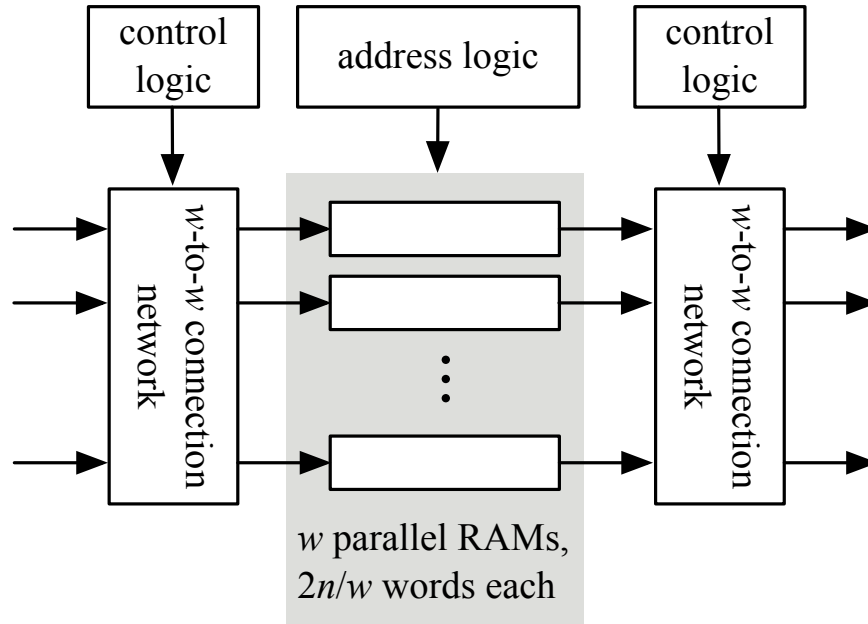 control
logic
address logic
control
logic
w-to-w connection
network
w-to-w connection
network
w parallel RAMs,
2n/w words each